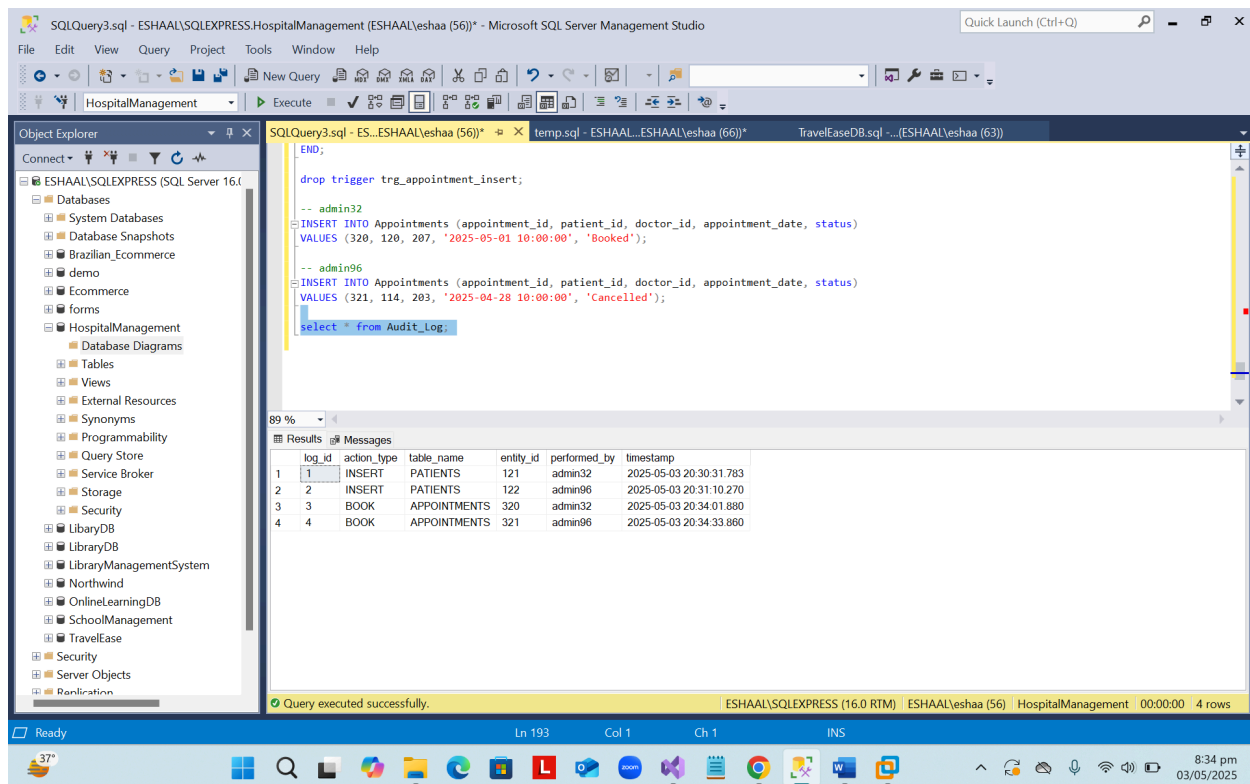 SQLQuery3.sql - ESHAAL\SQLEXPRESS.HospitalManagement (ESHAAL\eshaa (56))* - Microsoft SQL Server Management Studio
Quick Launch (Ctrl+Q)
File Edit View Query Project Tools Window Help
New Query MDX DMX XMLA DAX
HospitalManagement Execute
Object Explorer
SQLQuery3.sql - ES...ESHAAL\eshaa (56))* temp.sql - ESHAAL...ESHAAL\eshaa (66))* TravelEaseDB.sql -...(ESHAAL\eshaa (63))
Connect
ESHAAL\SQLEXPRESS (SQL Server 16.(
Databases
System Databases
Database Snapshots
Brazilian_Ecommerce
demo
Ecommerce
forms
HospitalManagement
Database Diagrams
Tables
Views
External Resources
Synonyms
Programmability
Query Store
Service Broker
Storage
Security
LibaryDB
LibraryDB
LibraryManagementSystem
Northwind
OnlineLearningDB
SchoolManagement
TravelEase
Security
Server Objects
Replication
END;
drop trigger trg_appointment_insert;
-- admin32
INSERT INTO Appointments (appointment_id, patient_id, doctor_id, appointment_date, status)
VALUES (320, 120, 207, '2025-05-01 10:00:00', 'Booked');
-- admin96
INSERT INTO Appointments (appointment_id, patient_id, doctor_id, appointment_date, status)
VALUES (321, 114, 203, '2025-04-28 10:00:00', 'Cancelled');
select * from Audit_Log;
89 %
Results Messages
log_id action_type table_name entity_id performed_by timestamp
1 1 INSERT PATIENTS 121 admin32 2025-05-03 20:30:31.783
2 2 INSERT PATIENTS 122 admin96 2025-05-03 20:31:10.270
3 3 BOOK APPOINTMENTS 320 admin32 2025-05-03 20:34:01.880
4 4 BOOK APPOINTMENTS 321 admin96 2025-05-03 20:34:33.860
Query executed successfully. ESHAAL\SQLEXPRESS (16.0 RTM) ESHAAL\eshaa (56) HospitalManagement 00:00:00 4 rows
Ready Ln 193 Col 1 Ch 1 INS
37°
L
zoom
W
8:34 pm
03/05/2025